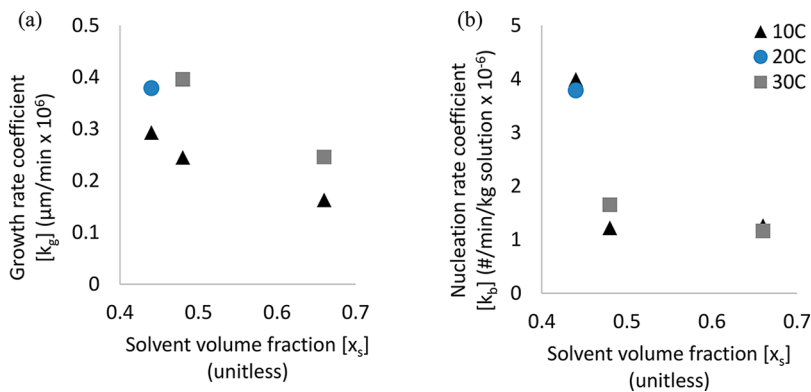 (a)
Growth rate coefficient
[kg] (µm/min x 10⁶)
0.5
0.4
0.3
0.2
0.1
0
0.4 0.5 0.6 0.7
Solvent volume fraction [xs]
(unitless)
(b)
Nucleation rate coefficient
[kb] (#/min/kg solution x 10⁻⁶)
5
4
3
2
1
0
0.4 0.5 0.6 0.7
Solvent volume fraction [xs]
(unitless)
10C
20C
30C